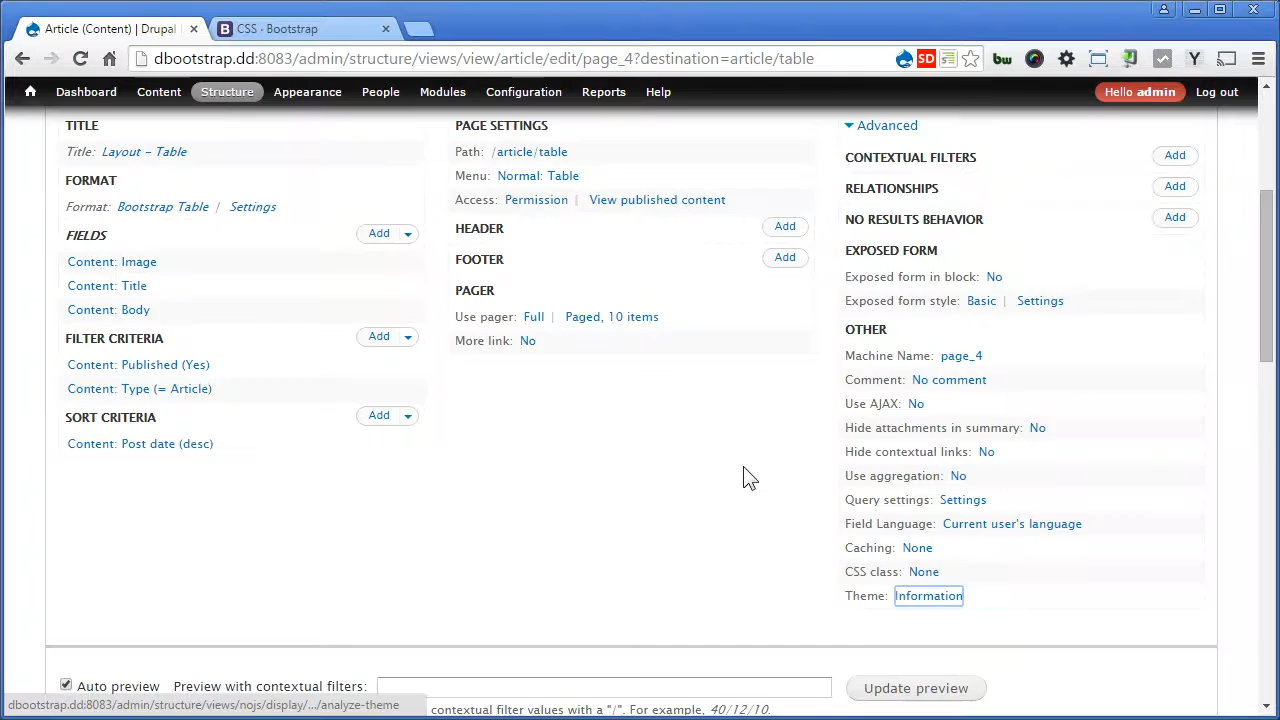 Article (Content) | Drupal
CSS · Bootstrap
dbootstrap.dd:8083/admin/structure/views/view/article/edit/page_4?destination=article/table
SD
bw
Y
Dashboard Content Structure Appearance People Modules Configuration Reports Help Hello admin Log out
TITLE
Title: Layout - Table
FORMAT
Format: Bootstrap Table | Settings
FIELDS Add
Content: Image
Content: Title
Content: Body
FILTER CRITERIA Add
Content: Published (Yes)
Content: Type (= Article)
SORT CRITERIA Add
Content: Post date (desc)
PAGE SETTINGS
Path: /article/table
Menu: Normal: Table
Access: Permission | View published content
HEADER Add
FOOTER Add
PAGER
Use pager: Full | Paged, 10 items
More link: No
Advanced
CONTEXTUAL FILTERS Add
RELATIONSHIPS Add
NO RESULTS BEHAVIOR Add
EXPOSED FORM
Exposed form in block: No
Exposed form style: Basic | Settings
OTHER
Machine Name: page_4
Comment: No comment
Use AJAX: No
Hide attachments in summary: No
Hide contextual links: No
Use aggregation: No
Query settings: Settings
Field Language: Current user's language
Caching: None
CSS class: None
Theme: Information
Auto preview Preview with contextual filters: Update preview
contextual filter values with a "/". For example, 40/12/10.
dbootstrap.dd:8083/admin/structure/views/nojs/display/.../analyze-theme